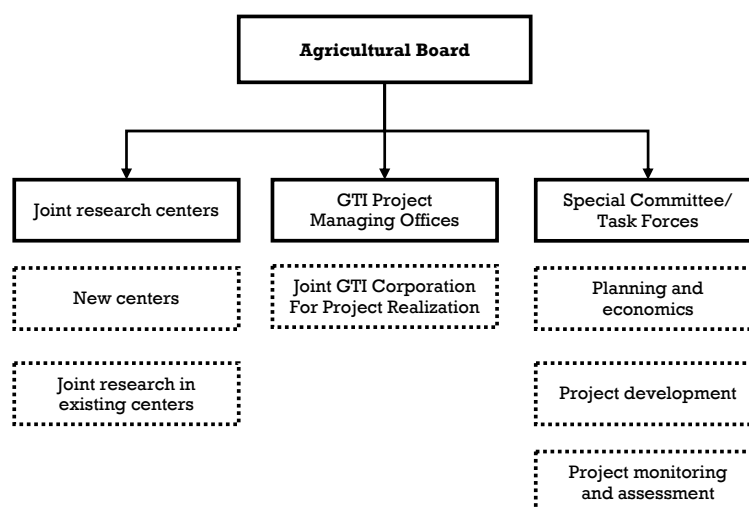 Agricultural Board
Joint research centers
GTI Project
Managing Offices
Special Committee/
Task Forces
New centers
Joint GTI Corporation
For Project Realization
Planning and
economics
Joint research in
existing centers
Project development
Project monitoring
and assessment